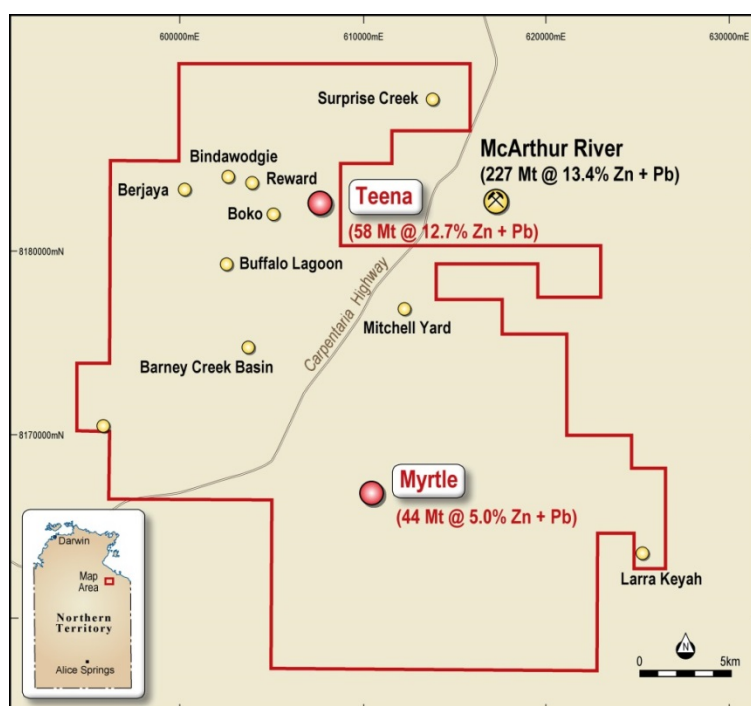 600000mE
610000mE
620000mE
630000mE
Surprise Creek
Bindawodgie
Reward
Berjaya
Boko
Teena
(58 Mt @ 12.7% Zn + Pb)
McArthur River
(227 Mt @ 13.4% Zn + Pb)
8180000mN
Buffalo Lagoon
Carpentaria Highway
Mitchell Yard
Barney Creek Basin
8170000mN
Myrtle
(44 Mt @ 5.0% Zn + Pb)
Larra Keyah
Darwin
Map
Area
Northern
Territory
Alice Springs
N
0
5km